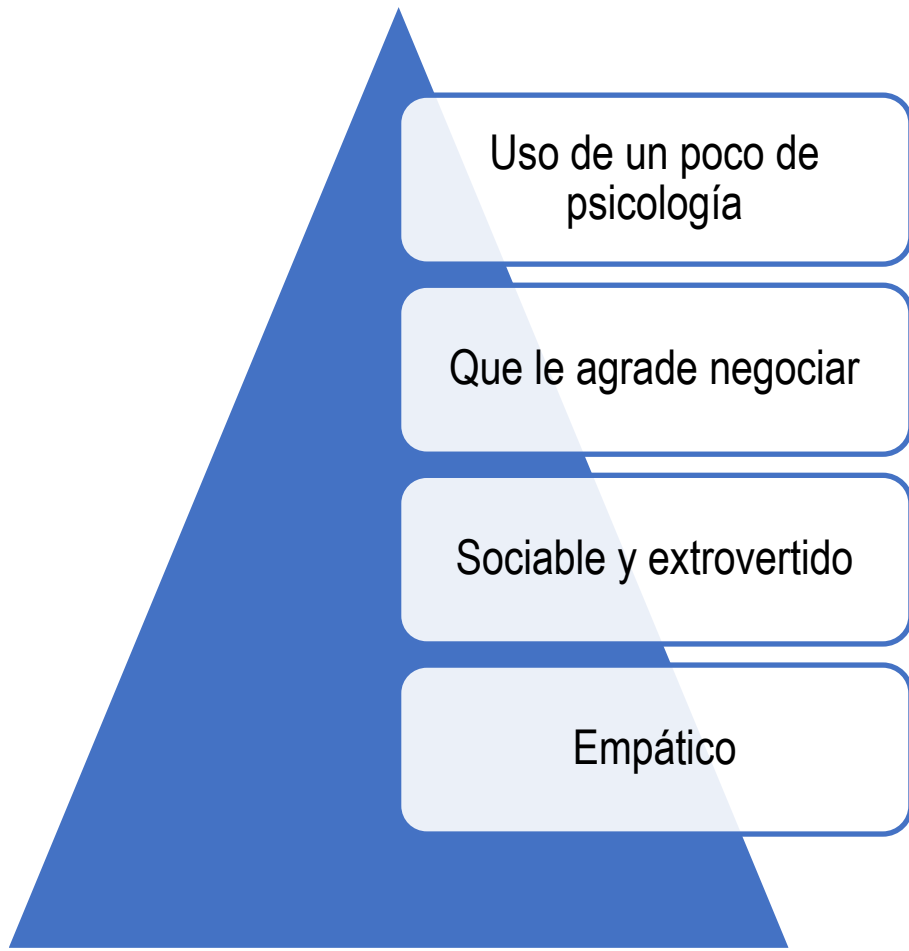 Uso de un poco de
psicología
Que le agrade negociar
Sociable y extrovertido
Empático